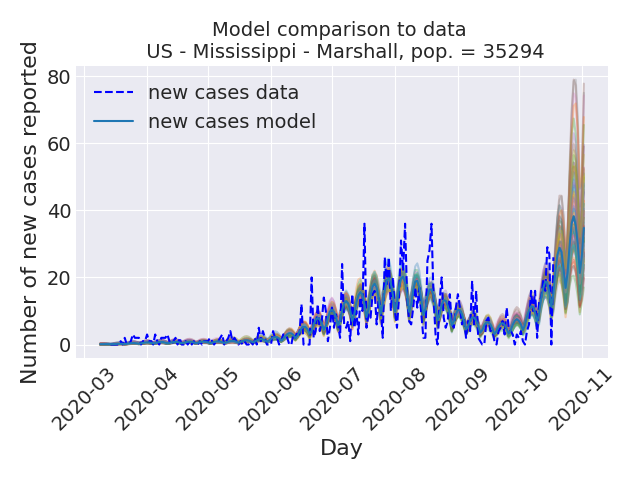 Model comparison to data
US - Mississippi - Marshall, pop. = 35294
Number of new cases reported
80
60
40
20
0
new cases data
new cases model
2020-03
2020-04
2020-05
2020-06
2020-07
2020-08
2020-09
2020-10
2020-11
Day